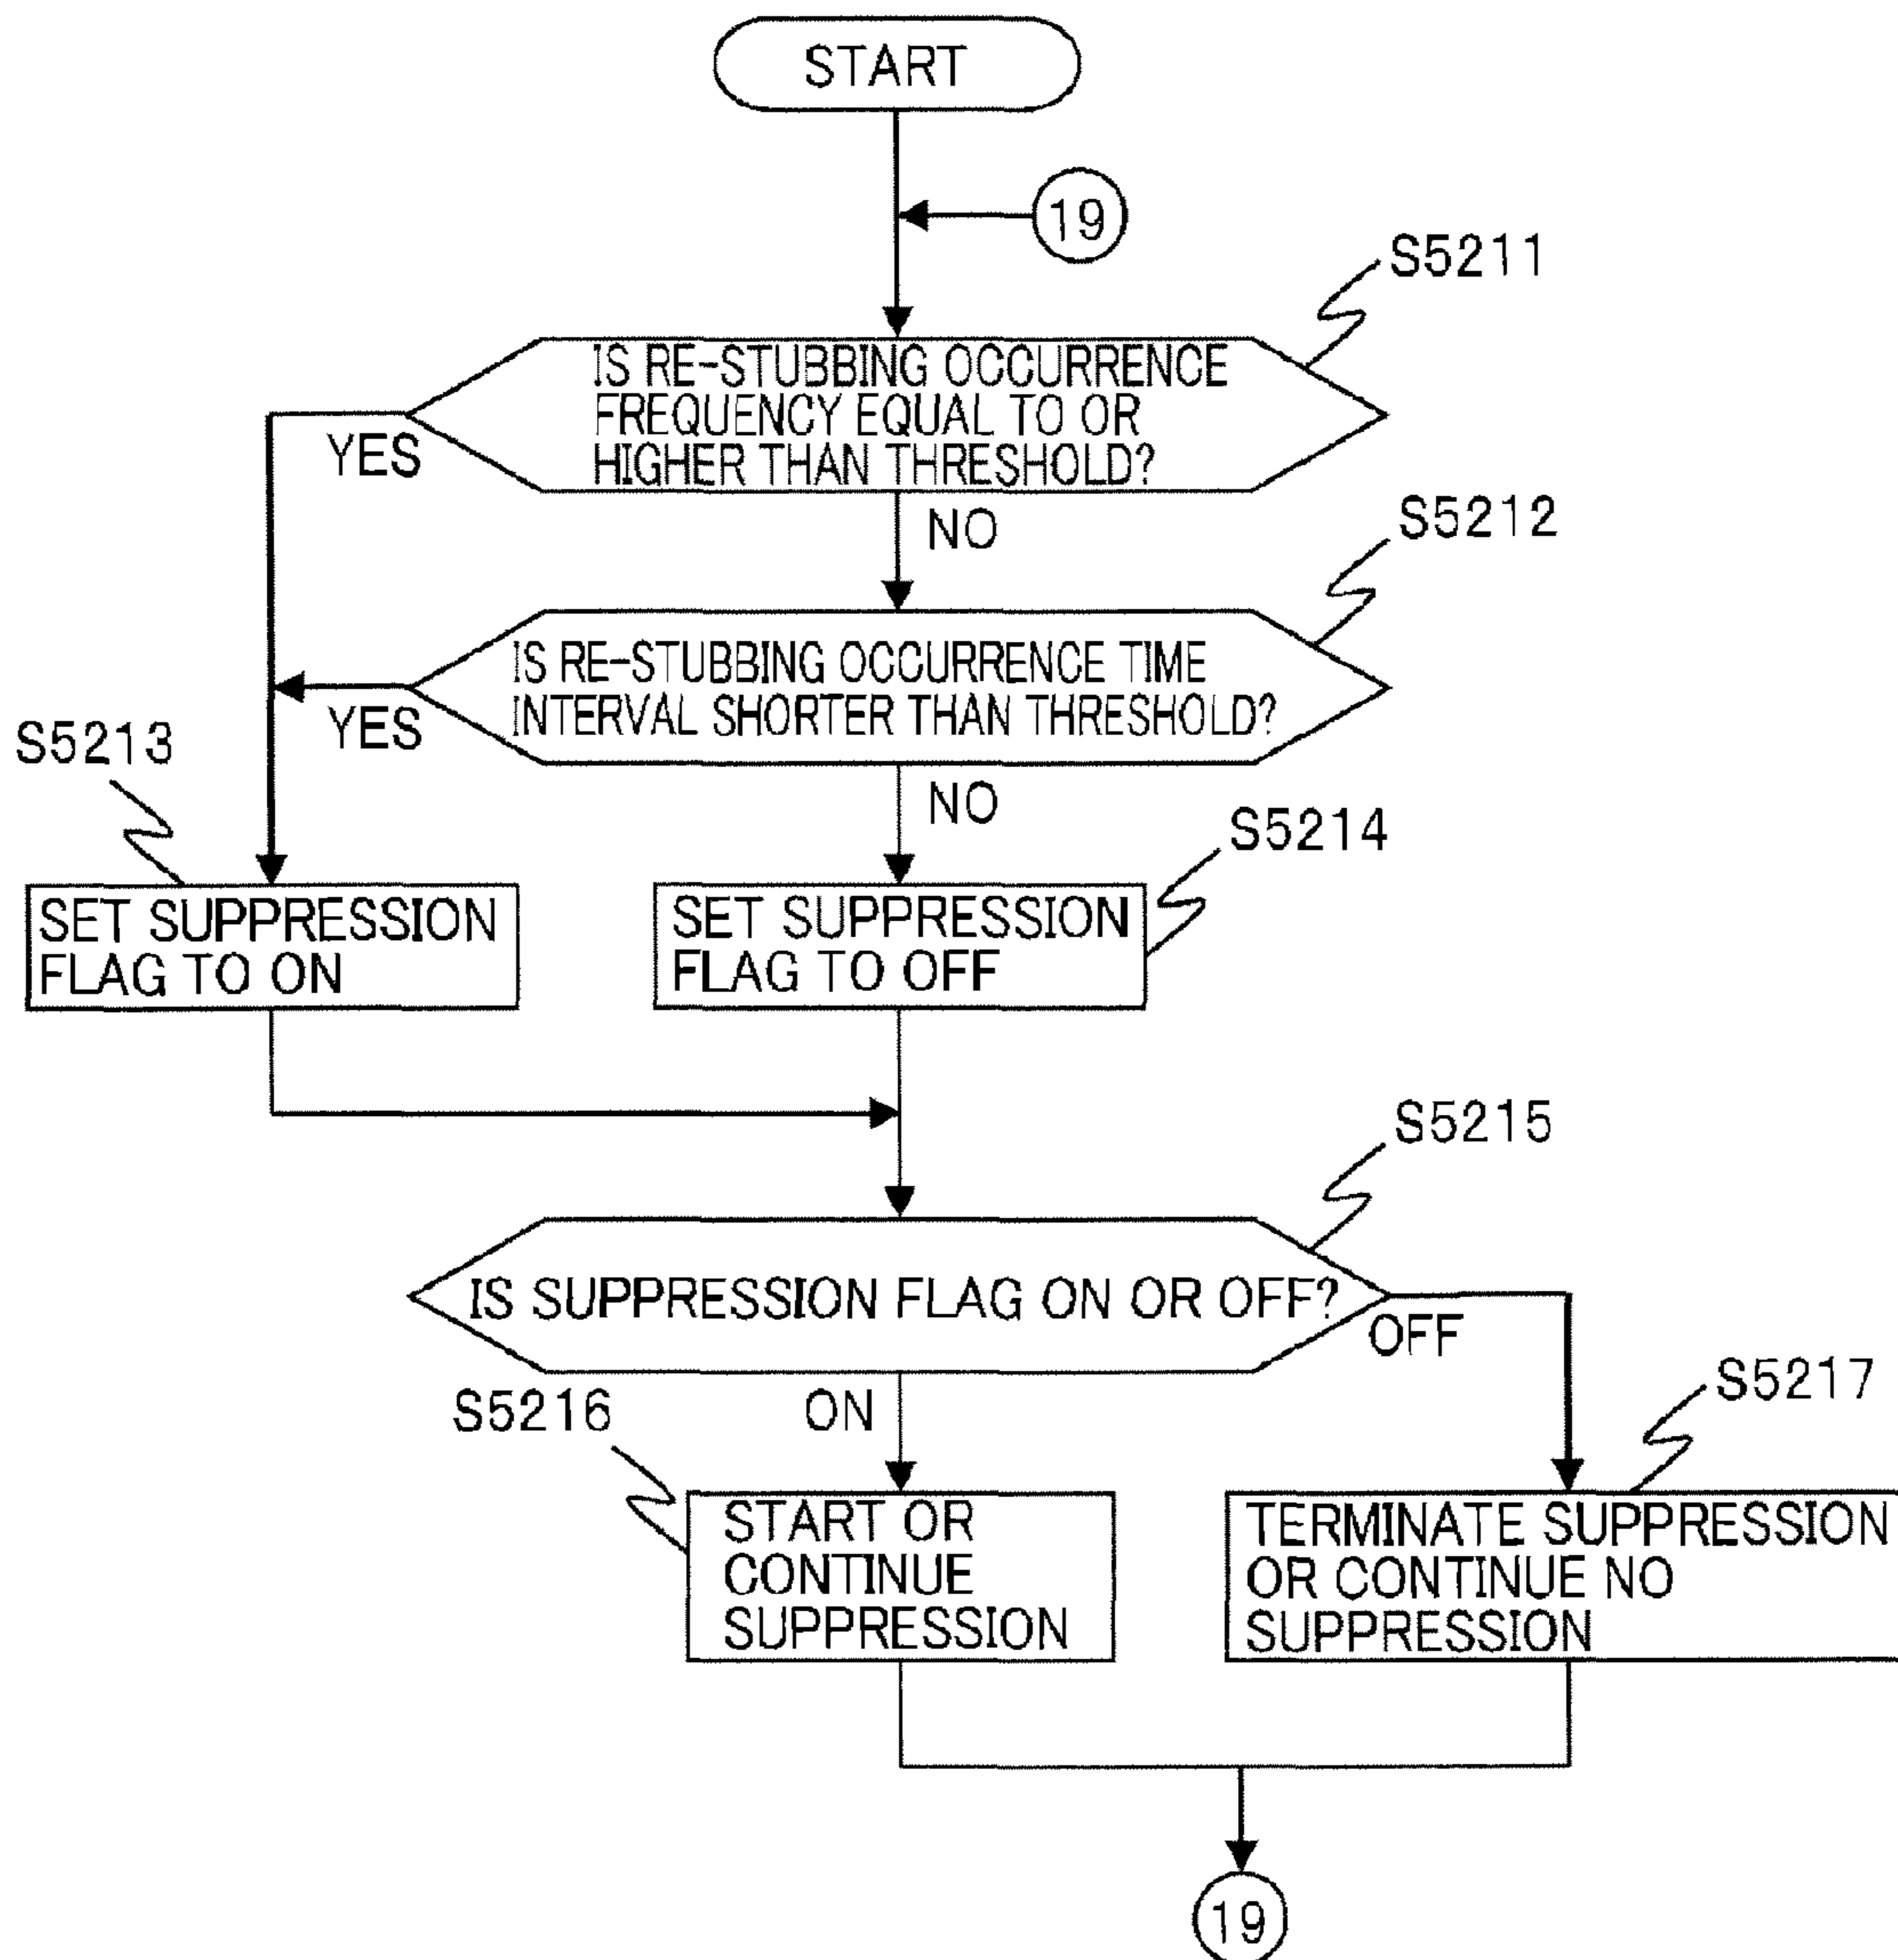 START
19
S5211
IS RE-STUBBING OCCURRENCE
FREQUENCY EQUAL TO OR
HIGHER THAN THRESHOLD?
YES
NO
S5212
IS RE-STUBBING OCCURRENCE TIME
INTERVAL SHORTER THAN THRESHOLD?
YES
NO
S5213
S5214
SET SUPPRESSION
FLAG TO ON
SET SUPPRESSION
FLAG TO OFF
S5215
IS SUPPRESSION FLAG ON OR OFF?
OFF
ON
S5216
S5217
START OR
CONTINUE
SUPPRESSION
TERMINATE SUPPRESSION
OR CONTINUE NO
SUPPRESSION
19